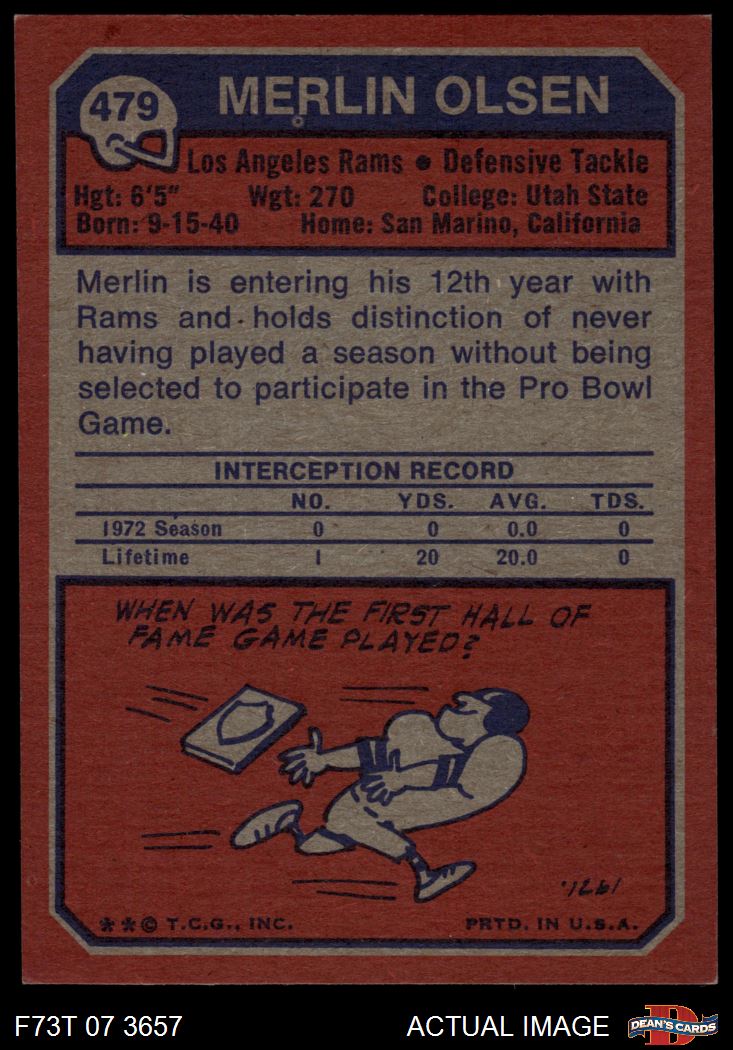 479
MERLIN OLSEN
Los Angeles Rams ● Defensive Tackle
Hgt: 6'5" Wgt: 270 College: Utah State
Born: 9-15-40 Home: San Marino, California
Merlin is entering his 12th year with
Rams and holds distinction of never
having played a season without being
selected to participate in the Pro Bowl
Game.
INTERCEPTION RECORD
NO. YDS. AVG. TDS.
1972 Season 0 0 0.0 0
Lifetime 1 20 20.0 0
WHEN WAS THE FIRST HALL OF
FAME GAME PLAYED?
'1261
** © T.C.G., INC. PRTD. IN U.S.A.
F73T 07 3657 ACTUAL IMAGE
D
DEAN'S CARDS